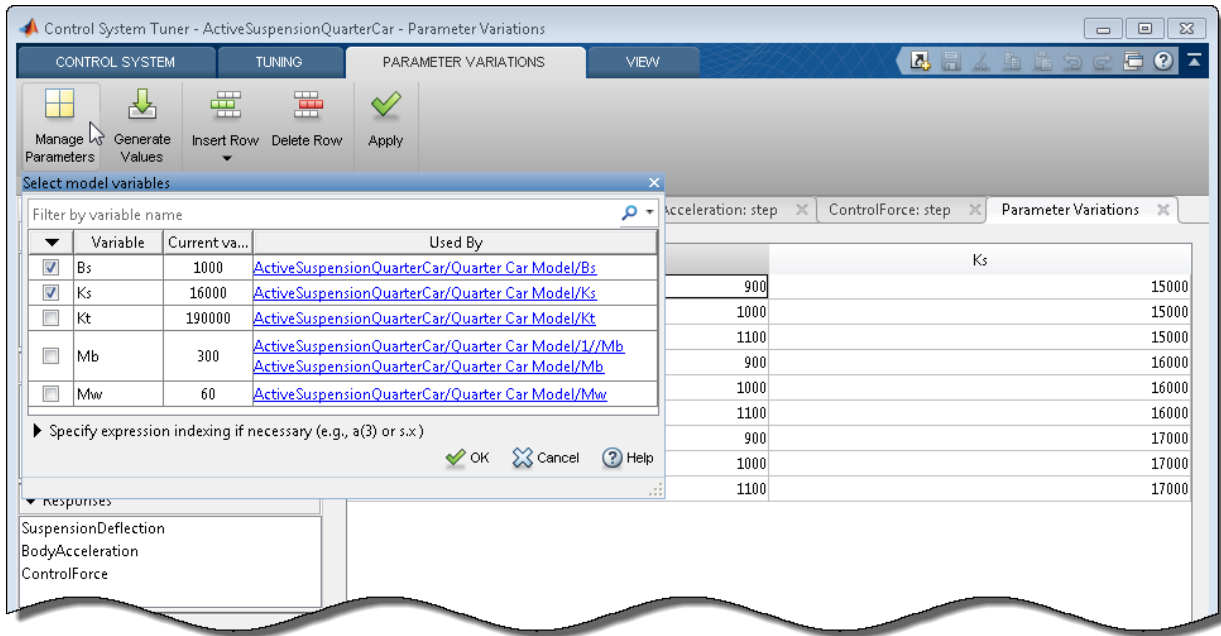 Control System Tuner - ActiveSuspensionQuarterCar - Parameter Variations
CONTROL SYSTEM TUNING PARAMETER VARIATIONS VIEW
Manage Parameters
Generate Values
Insert Row
Delete Row
Apply
Select model variables
Filter by variable name
Variable Current va... Used By
Bs 1000 ActiveSuspensionQuarterCar/Quarter Car Model/Bs
Ks 16000 ActiveSuspensionQuarterCar/Quarter Car Model/Ks
Kt 190000 ActiveSuspensionQuarterCar/Quarter Car Model/Kt
Mb 300 ActiveSuspensionQuarterCar/Quarter Car Model/1//Mb
ActiveSuspensionQuarterCar/Quarter Car Model/Mb
Mw 60 ActiveSuspensionQuarterCar/Quarter Car Model/Mw
Specify expression indexing if necessary (e.g., a(3) or s.x)
OK Cancel Help
Acceleration: step ControlForce: step Parameter Variations
Ks
900 15000
1000 15000
1100 15000
900 16000
1000 16000
1100 16000
900 17000
1000 17000
1100 17000
Responses
SuspensionDeflection
BodyAcceleration
ControlForce